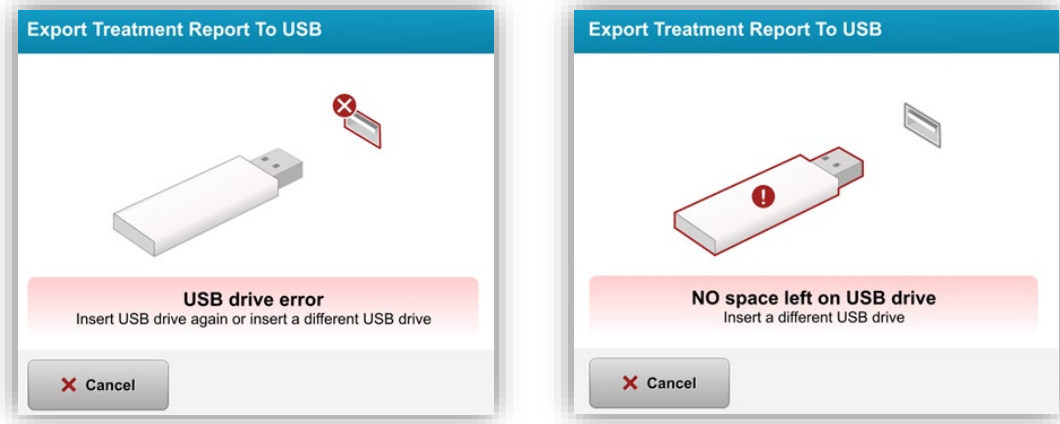 Export Treatment Report To USB
USB drive error
Insert USB drive again or insert a different USB drive
Cancel
Export Treatment Report To USB
NO space left on USB drive
Insert a different USB drive
Cancel